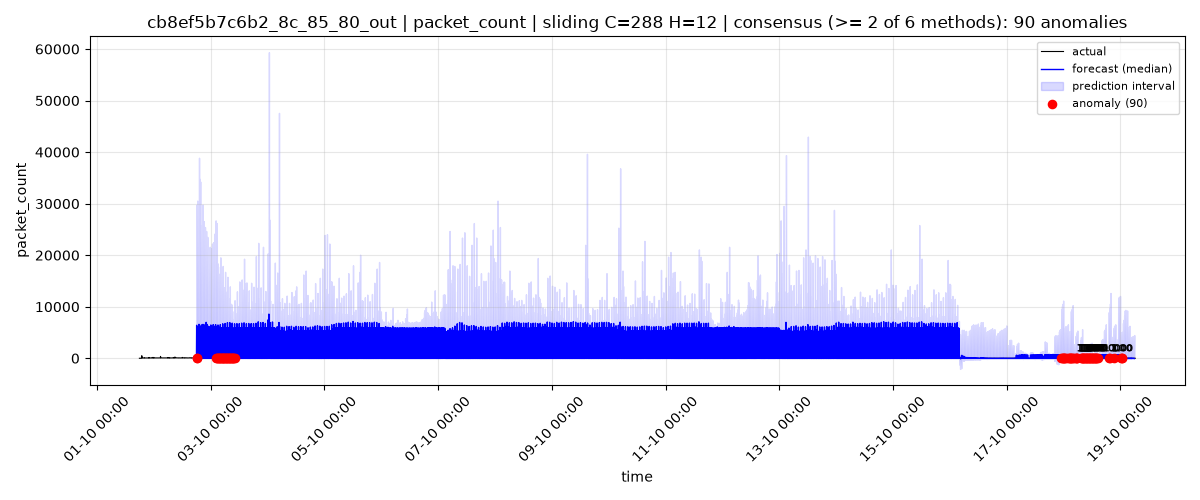 cb8ef5b7c6b2_8c_85_80_out | packet_count | sliding C=288 H=12 | consensus (>= 2 of 6 methods): 90 anomalies
actual
forecast (median)
prediction interval
anomaly (90)
60000
50000
40000
30000
20000
10000
0
packet_count
01-10 00:00
03-10 00:00
05-10 00:00
07-10 00:00
09-10 00:00
11-10 00:00
13-10 00:00
15-10 00:00
17-10 00:00
19-10 00:00
time